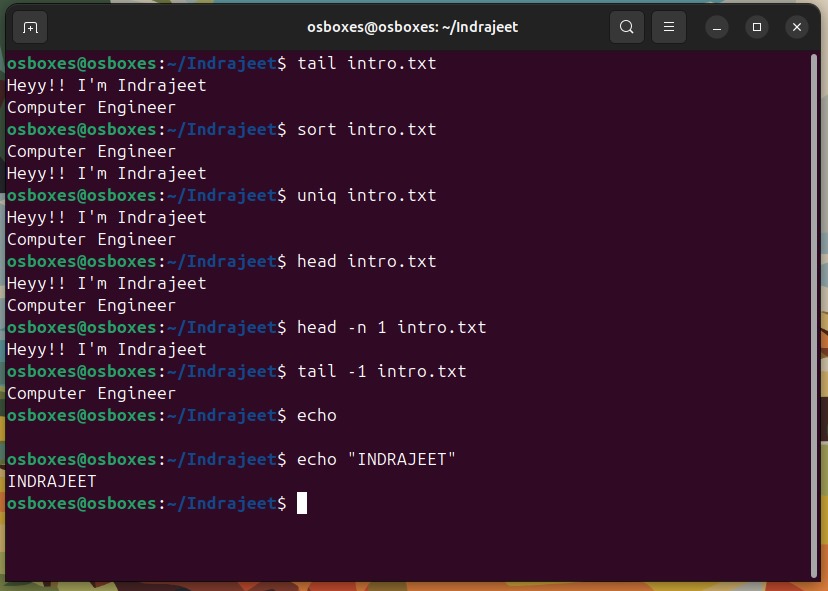 osboxes@osboxes: ~/Indrajeet
osboxes@osboxes:~/Indrajeet$ tail intro.txt
Heyy!! I'm Indrajeet
Computer Engineer
osboxes@osboxes:~/Indrajeet$ sort intro.txt
Computer Engineer
Heyy!! I'm Indrajeet
osboxes@osboxes:~/Indrajeet$ uniq intro.txt
Heyy!! I'm Indrajeet
Computer Engineer
osboxes@osboxes:~/Indrajeet$ head intro.txt
Heyy!! I'm Indrajeet
Computer Engineer
osboxes@osboxes:~/Indrajeet$ head -n 1 intro.txt
Heyy!! I'm Indrajeet
osboxes@osboxes:~/Indrajeet$ tail -1 intro.txt
Computer Engineer
osboxes@osboxes:~/Indrajeet$ echo
osboxes@osboxes:~/Indrajeet$ echo "INDRAJEET"
INDRAJEET
osboxes@osboxes:~/Indrajeet$